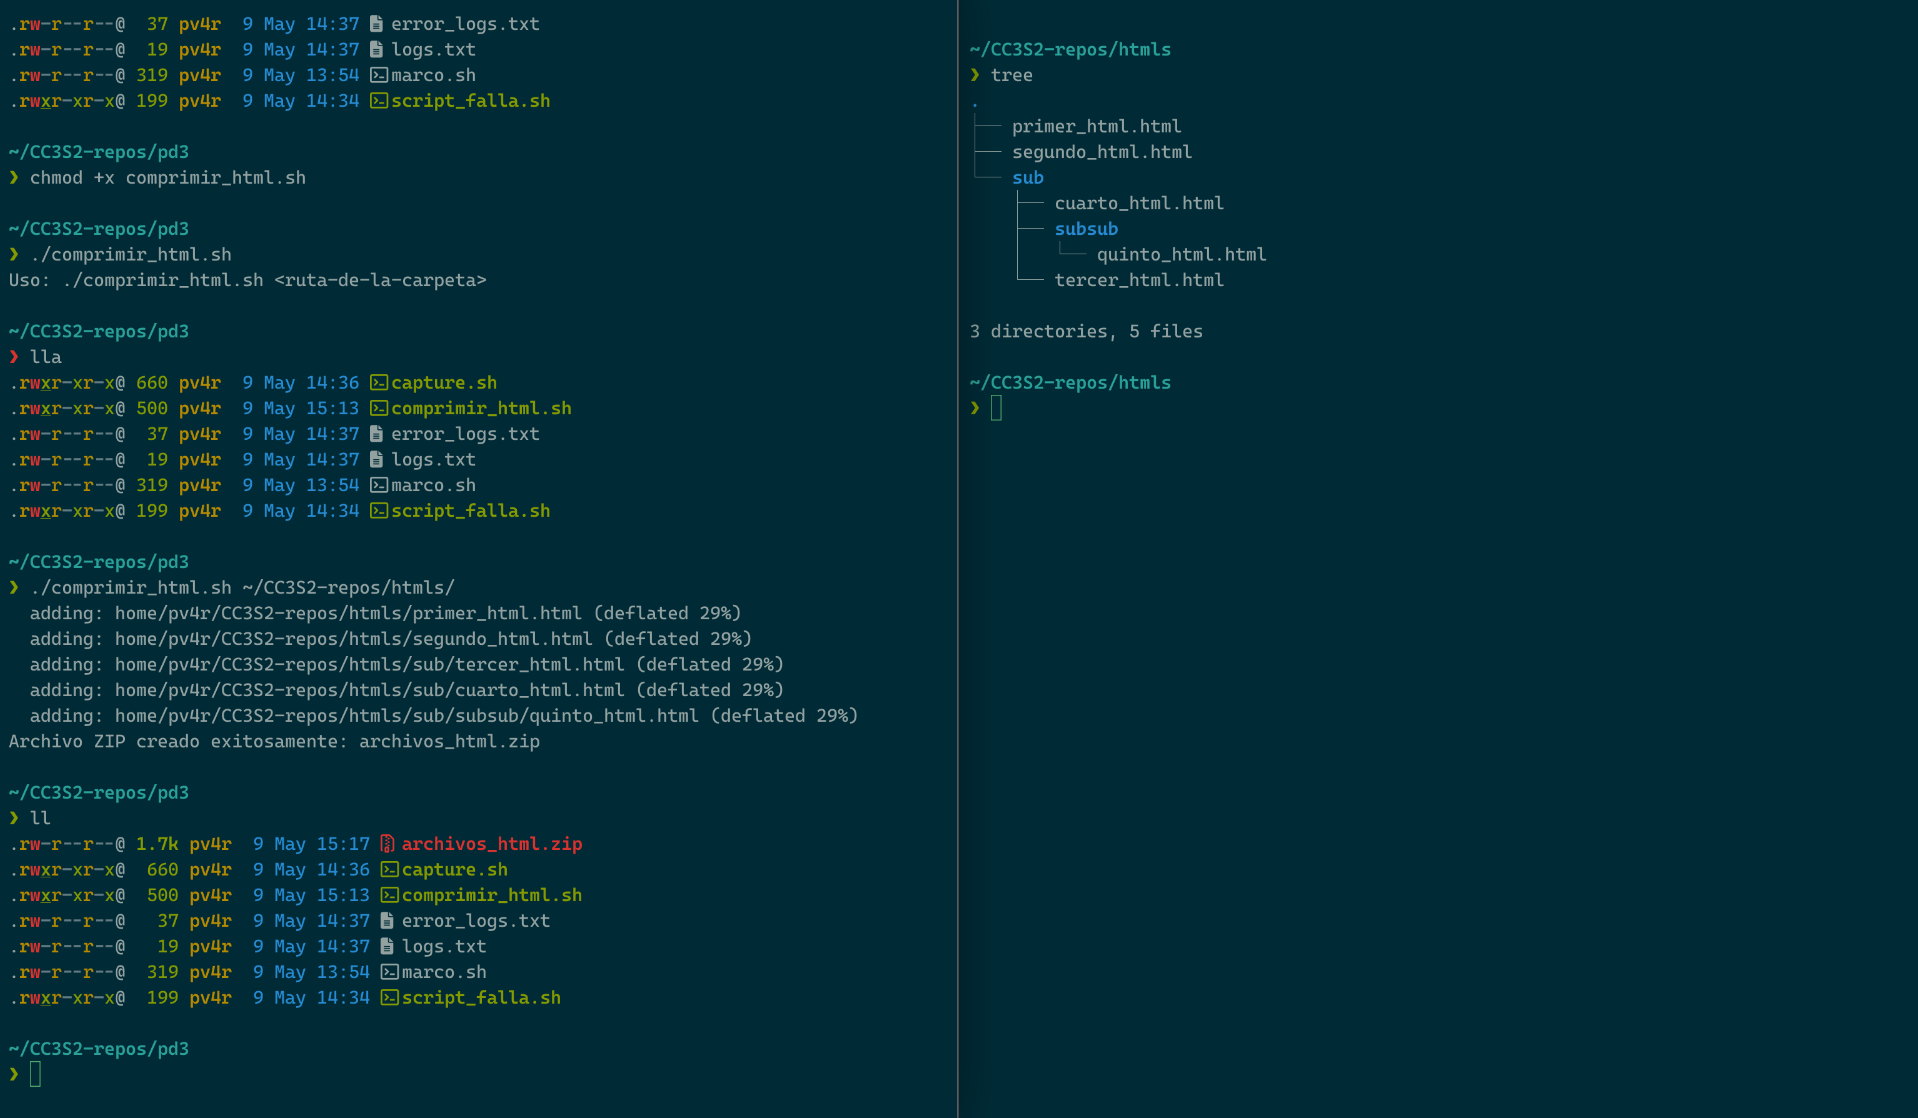 .rw-r--r--@  37 pv4r  9 May 14:37 error_logs.txt
.rw-r--r--@  19 pv4r  9 May 14:37 logs.txt
.rw-r--r--@ 319 pv4r  9 May 13:54 marco.sh
.rwxr-xr-x@ 199 pv4r  9 May 14:34 script_falla.sh
~/CC3S2-repos/pd3
❯ chmod +x comprimir_html.sh
~/CC3S2-repos/pd3
❯ ./comprimir_html.sh
Uso: ./comprimir_html.sh <ruta-de-la-carpeta>
~/CC3S2-repos/pd3
❯ lla
.rwxr-xr-x@ 660 pv4r  9 May 14:36 capture.sh
.rwxr-xr-x@ 500 pv4r  9 May 15:13 comprimir_html.sh
.rw-r--r--@  37 pv4r  9 May 14:37 error_logs.txt
.rw-r--r--@  19 pv4r  9 May 14:37 logs.txt
.rw-r--r--@ 319 pv4r  9 May 13:54 marco.sh
.rwxr-xr-x@ 199 pv4r  9 May 14:34 script_falla.sh
~/CC3S2-repos/pd3
❯ ./comprimir_html.sh ~/CC3S2-repos/htmls/
  adding: home/pv4r/CC3S2-repos/htmls/primer_html.html (deflated 29%)
  adding: home/pv4r/CC3S2-repos/htmls/segundo_html.html (deflated 29%)
  adding: home/pv4r/CC3S2-repos/htmls/sub/tercer_html.html (deflated 29%)
  adding: home/pv4r/CC3S2-repos/htmls/sub/cuarto_html.html (deflated 29%)
  adding: home/pv4r/CC3S2-repos/htmls/sub/subsub/quinto_html.html (deflated 29%)
Archivo ZIP creado exitosamente: archivos_html.zip
~/CC3S2-repos/pd3
❯ ll
.rw-r--r--@ 1.7k pv4r  9 May 15:17 archivos_html.zip
.rwxr-xr-x@  660 pv4r  9 May 14:36 capture.sh
.rwxr-xr-x@  500 pv4r  9 May 15:13 comprimir_html.sh
.rw-r--r--@   37 pv4r  9 May 14:37 error_logs.txt
.rw-r--r--@   19 pv4r  9 May 14:37 logs.txt
.rw-r--r--@  319 pv4r  9 May 13:54 marco.sh
.rwxr-xr-x@  199 pv4r  9 May 14:34 script_falla.sh
~/CC3S2-repos/pd3
❯
~/CC3S2-repos/htmls
❯ tree
.
├── primer_html.html
├── segundo_html.html
└── sub
    ├── cuarto_html.html
    ├── subsub
    │   └── quinto_html.html
    └── tercer_html.html
3 directories, 5 files
~/CC3S2-repos/htmls
❯